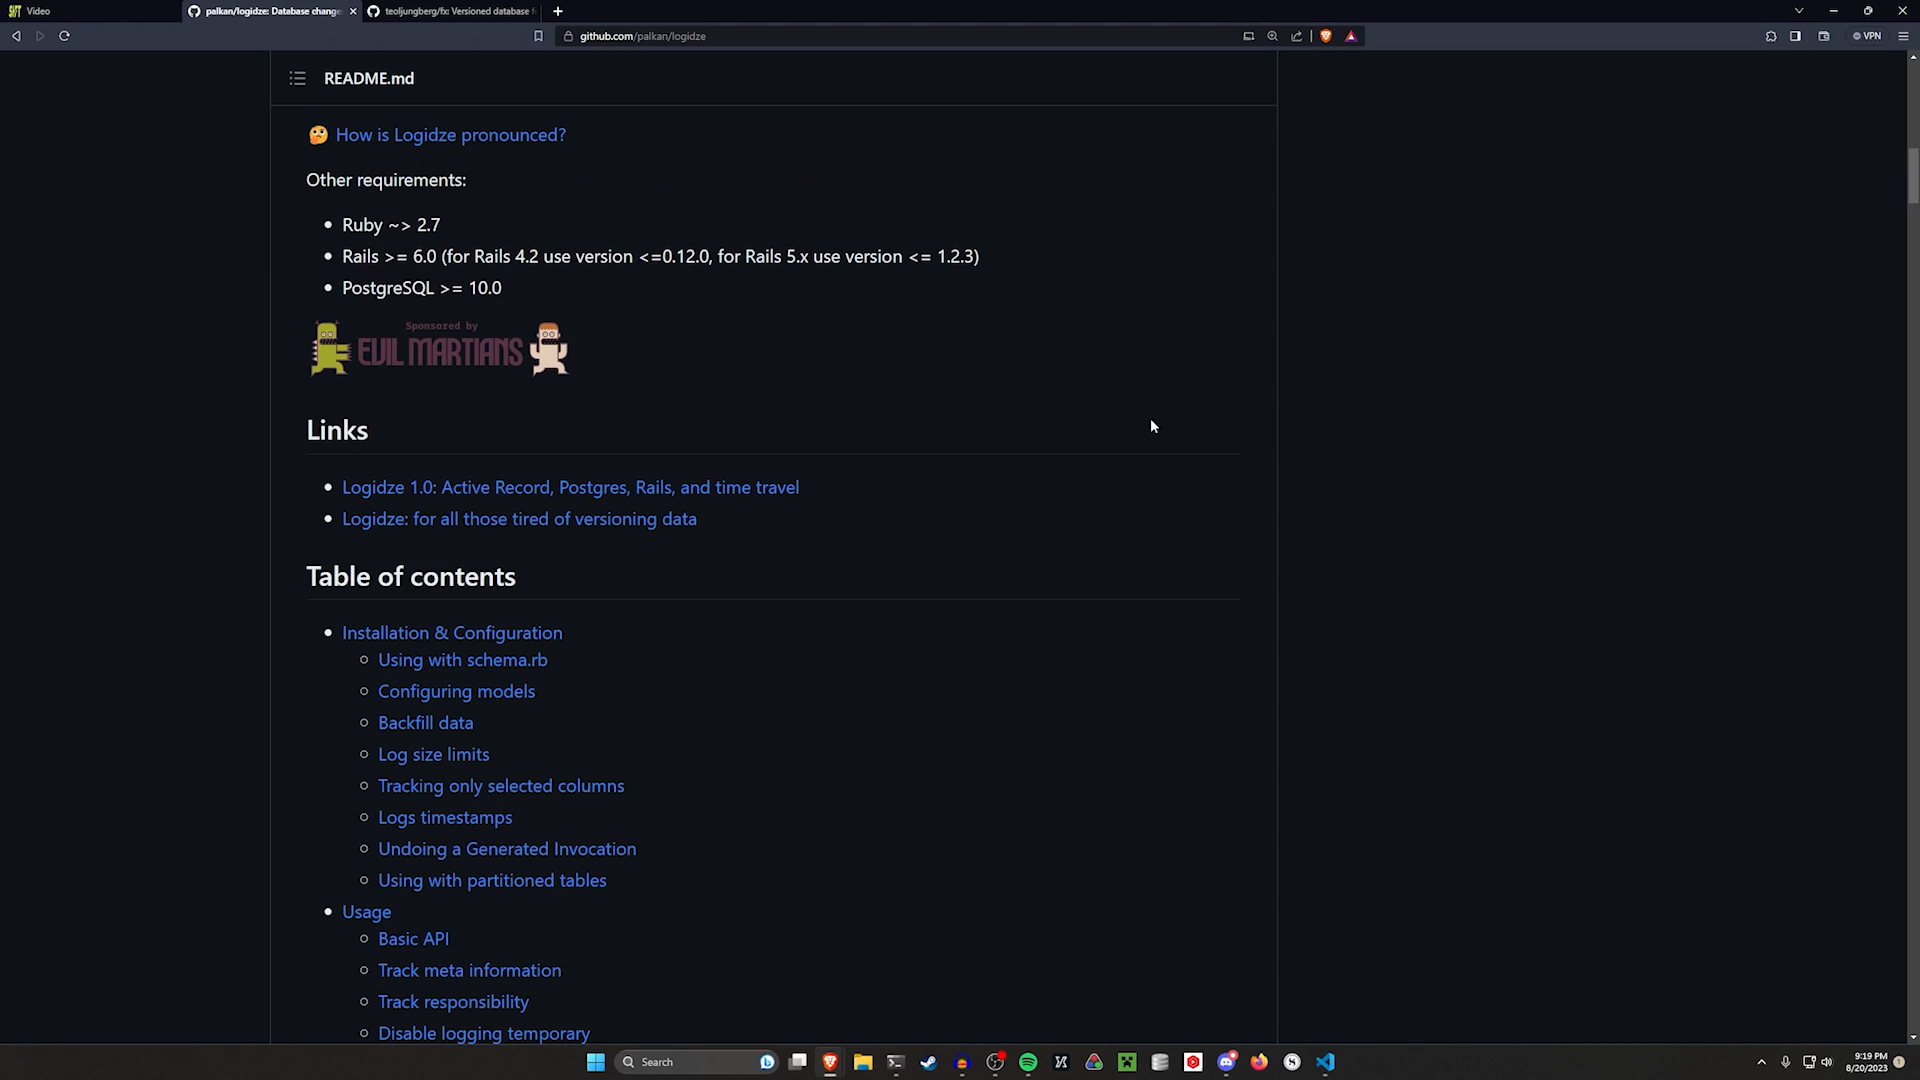 Video
palkan/logidze: Database change
teoljungberg/fx: Versioned database f
github.com/palkan/logidze
VPN
README.md
How is Logidze pronounced?
Other requirements:
Ruby ~> 2.7
Rails >= 6.0 (for Rails 4.2 use version <=0.12.0, for Rails 5.x use version <= 1.2.3)
PostgreSQL >= 10.0
Sponsored by
EVIL MARTIANS
Links
Logidze 1.0: Active Record, Postgres, Rails, and time travel
Logidze: for all those tired of versioning data
Table of contents
Installation & Configuration
Using with schema.rb
Configuring models
Backfill data
Log size limits
Tracking only selected columns
Logs timestamps
Undoing a Generated Invocation
Using with partitioned tables
Usage
Basic API
Track meta information
Track responsibility
Disable logging temporary
Search
9:19 PM
8/20/2023